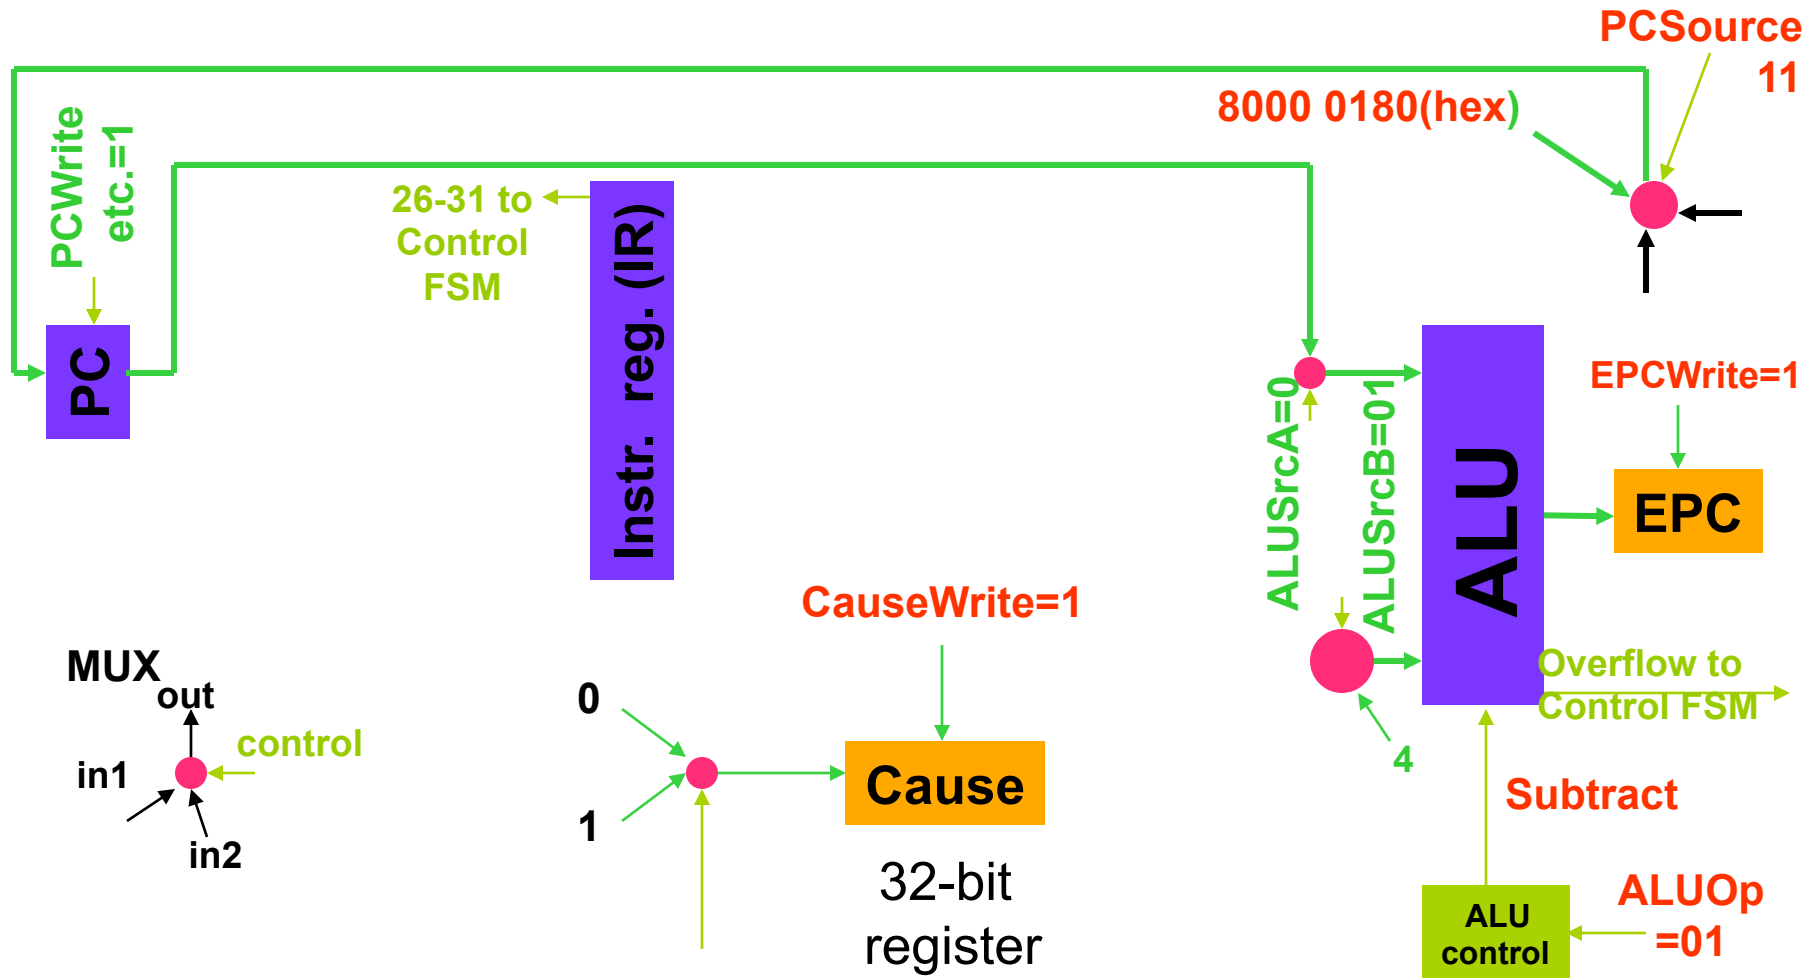 PCSource
11
8000 0180(hex)
PCWrite
etc.=1
26-31 to
Control
FSM
Instr. reg. (IR)
PC
ALUSrcA=0
ALUSrcB=01
ALU
EPCWrite=1
EPC
CauseWrite=1
Overflow to
Control FSM
MUX
out
control
in1
in2
0
1
Cause
32-bit
register
4
Subtract
ALU
control
ALUOp
=01